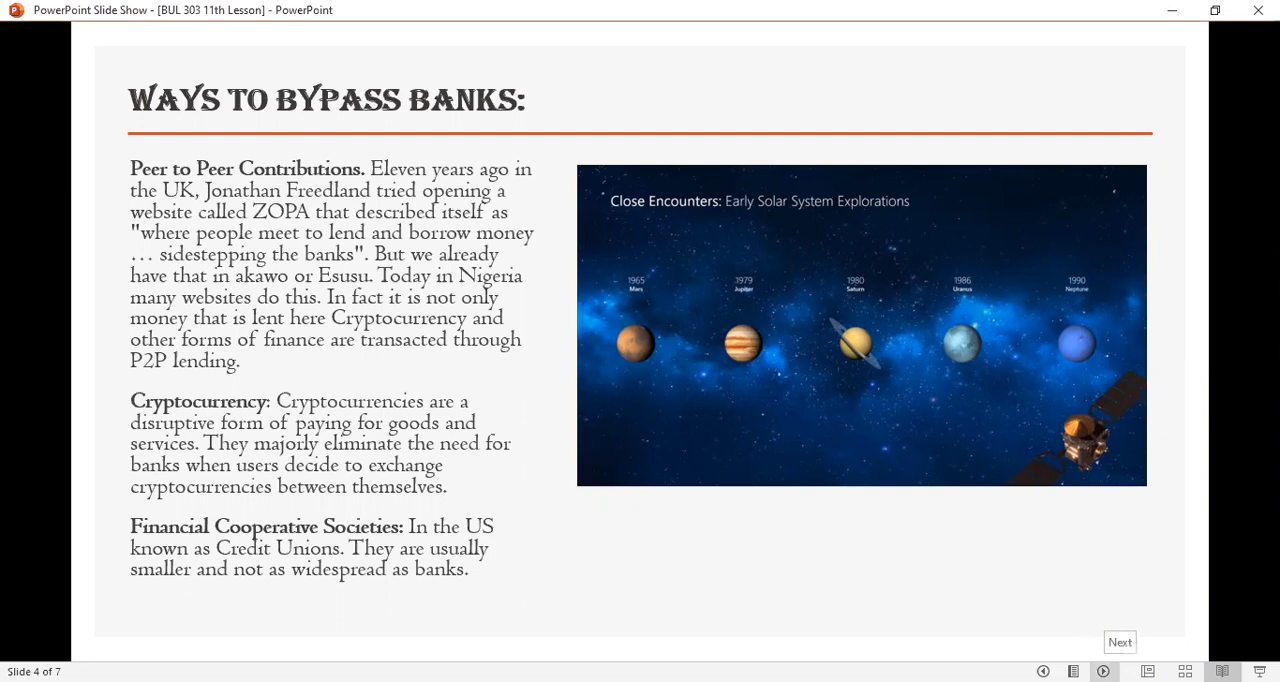 PowerPoint Slide Show - [BUL 303 11th Lesson] - PowerPoint
WAYS TO BYPASS BANKS:
Peer to Peer Contributions. Eleven years ago in
the UK, Jonathan Freedland tried opening a
website called ZOPA that described itself as
"where people meet to lend and borrow money
… sidestepping the banks". But we already
have that in akawo or Esusu. Today in Nigeria
many websites do this. In fact it is not only
money that is lent here Cryptocurrency and
other forms of finance are transacted through
P2P lending.
Cryptocurrency: Cryptocurrencies are a
disruptive form of paying for goods and
services. They majorly eliminate the need for
banks when users decide to exchange
cryptocurrencies between themselves.
Financial Cooperative Societies: In the US
known as Credit Unions. They are usually
smaller and not as widespread as banks.
Close Encounters: Early Solar System Explorations
1965
Mars
1979
Jupiter
1980
Saturn
1986
Uranus
1990
Neptune
Next
Slide 4 of 7